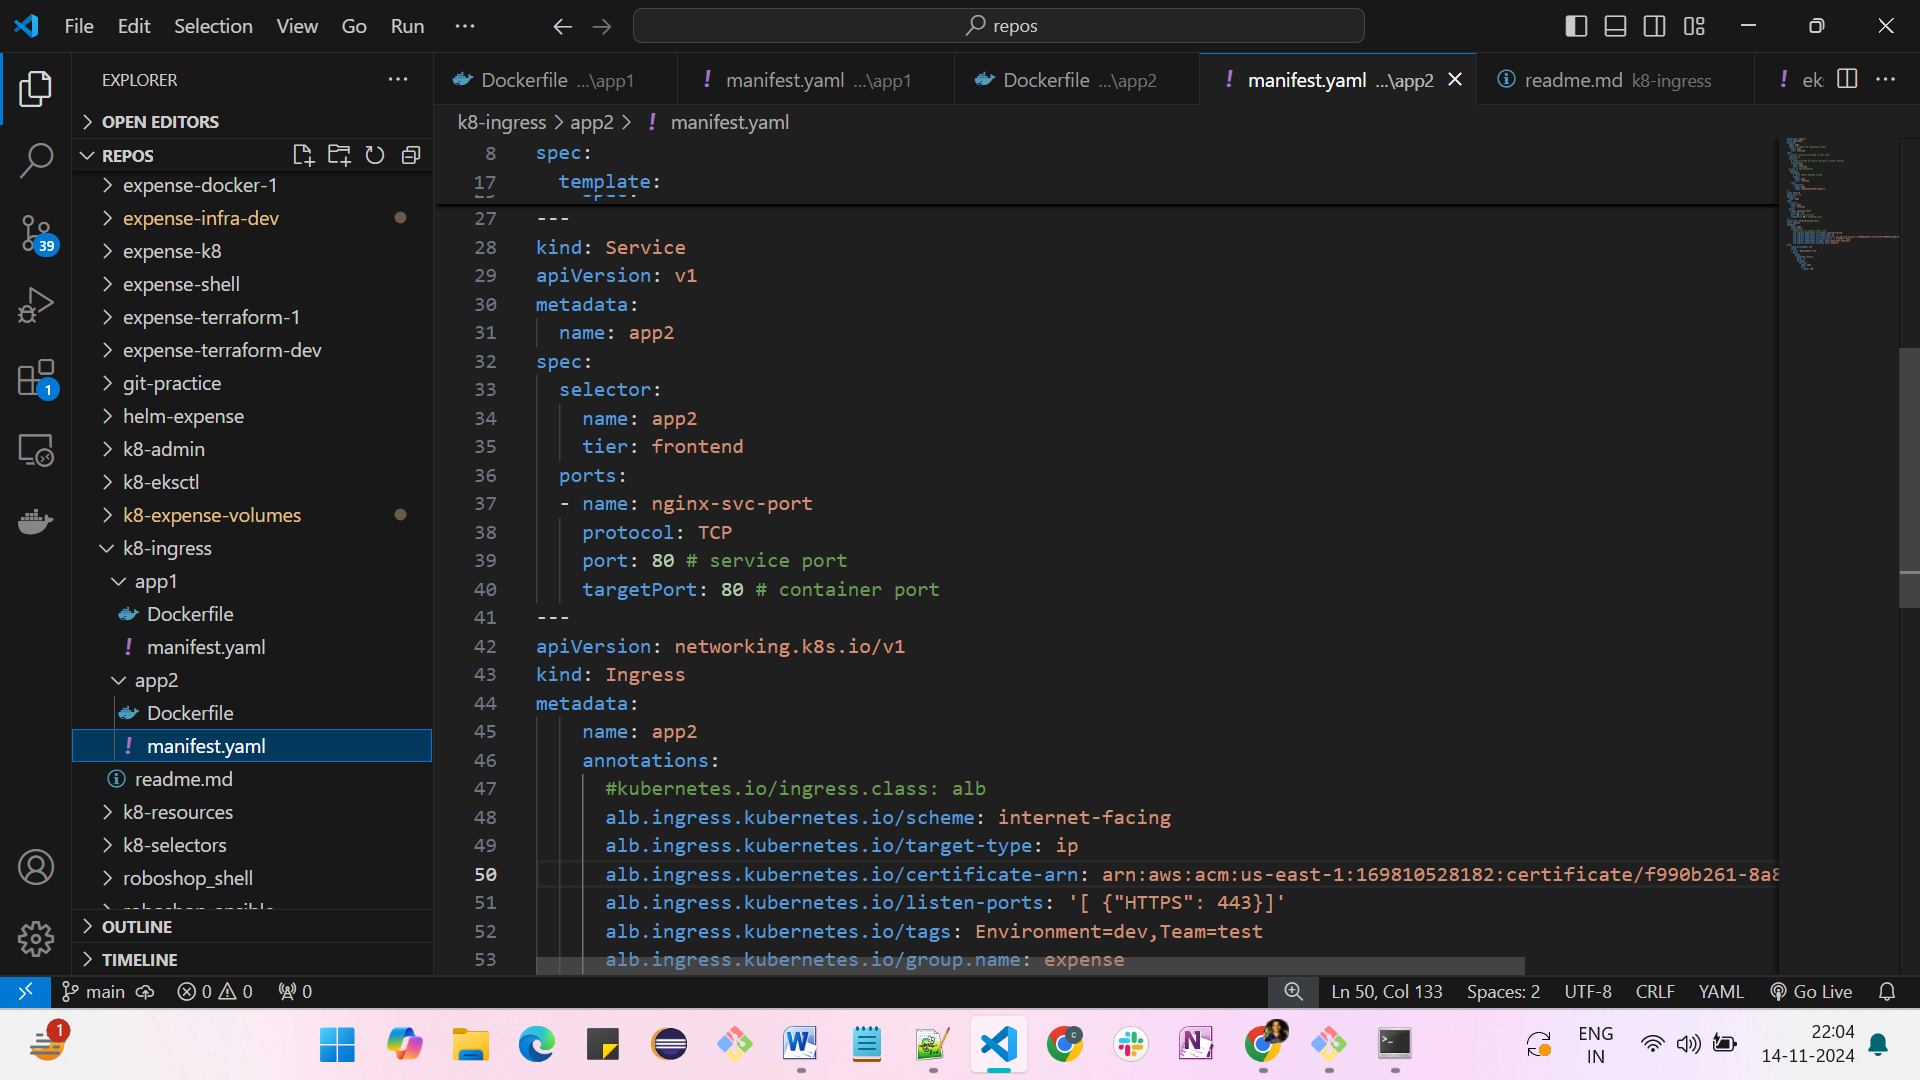 File Edit Selection View Go Run ···
repos
EXPLORER ···
OPEN EDITORS
REPOS
expense-docker-1
expense-infra-dev
expense-k8
expense-shell
expense-terraform-1
expense-terraform-dev
git-practice
helm-expense
k8-admin
k8-eksctl
k8-expense-volumes
k8-ingress
app1
Dockerfile
! manifest.yaml
app2
Dockerfile
! manifest.yaml
readme.md
k8-resources
k8-selectors
roboshop_shell
OUTLINE
TIMELINE
39
1
Dockerfile ...\app1 ! manifest.yaml ...\app1 Dockerfile ...\app2 ! manifest.yaml ...\app2 readme.md k8-ingress ! ek ···
k8-ingress > app2 > ! manifest.yaml
8 spec:
17 template:
27 ---
28 kind: Service
29 apiVersion: v1
30 metadata:
31 name: app2
32 spec:
33 selector:
34 name: app2
35 tier: frontend
36 ports:
37 - name: nginx-svc-port
38 protocol: TCP
39 port: 80 # service port
40 targetPort: 80 # container port
41 ---
42 apiVersion: networking.k8s.io/v1
43 kind: Ingress
44 metadata:
45 name: app2
46 annotations:
47 #kubernetes.io/ingress.class: alb
48 alb.ingress.kubernetes.io/scheme: internet-facing
49 alb.ingress.kubernetes.io/target-type: ip
50 alb.ingress.kubernetes.io/certificate-arn: arn:aws:acm:us-east-1:169810528182:certificate/f990b261-8a8
51 alb.ingress.kubernetes.io/listen-ports: '[ {"HTTPS": 443}]'
52 alb.ingress.kubernetes.io/tags: Environment=dev,Team=test
53 alb.ingress.kubernetes.io/group.name: expense
main 0 0 0 Ln 50, Col 133 Spaces: 2 UTF-8 CRLF YAML Go Live
1
ENG
IN
22:04
14-11-2024